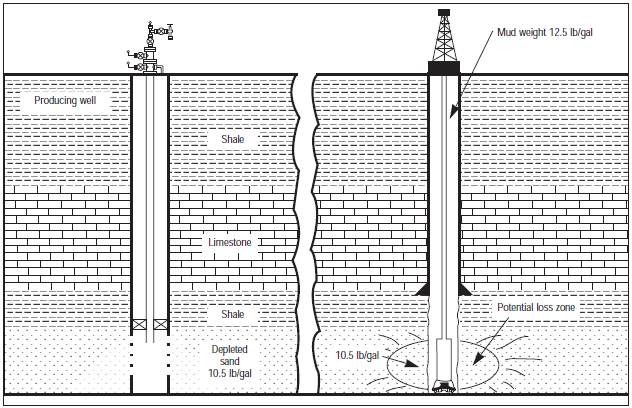 Mud weight 12.5 lb/gal
Producing well
Shale
Limestone
Shale
Potential loss zone
Depleted
sand
10.5 lb/gal
10.5 lb/gal